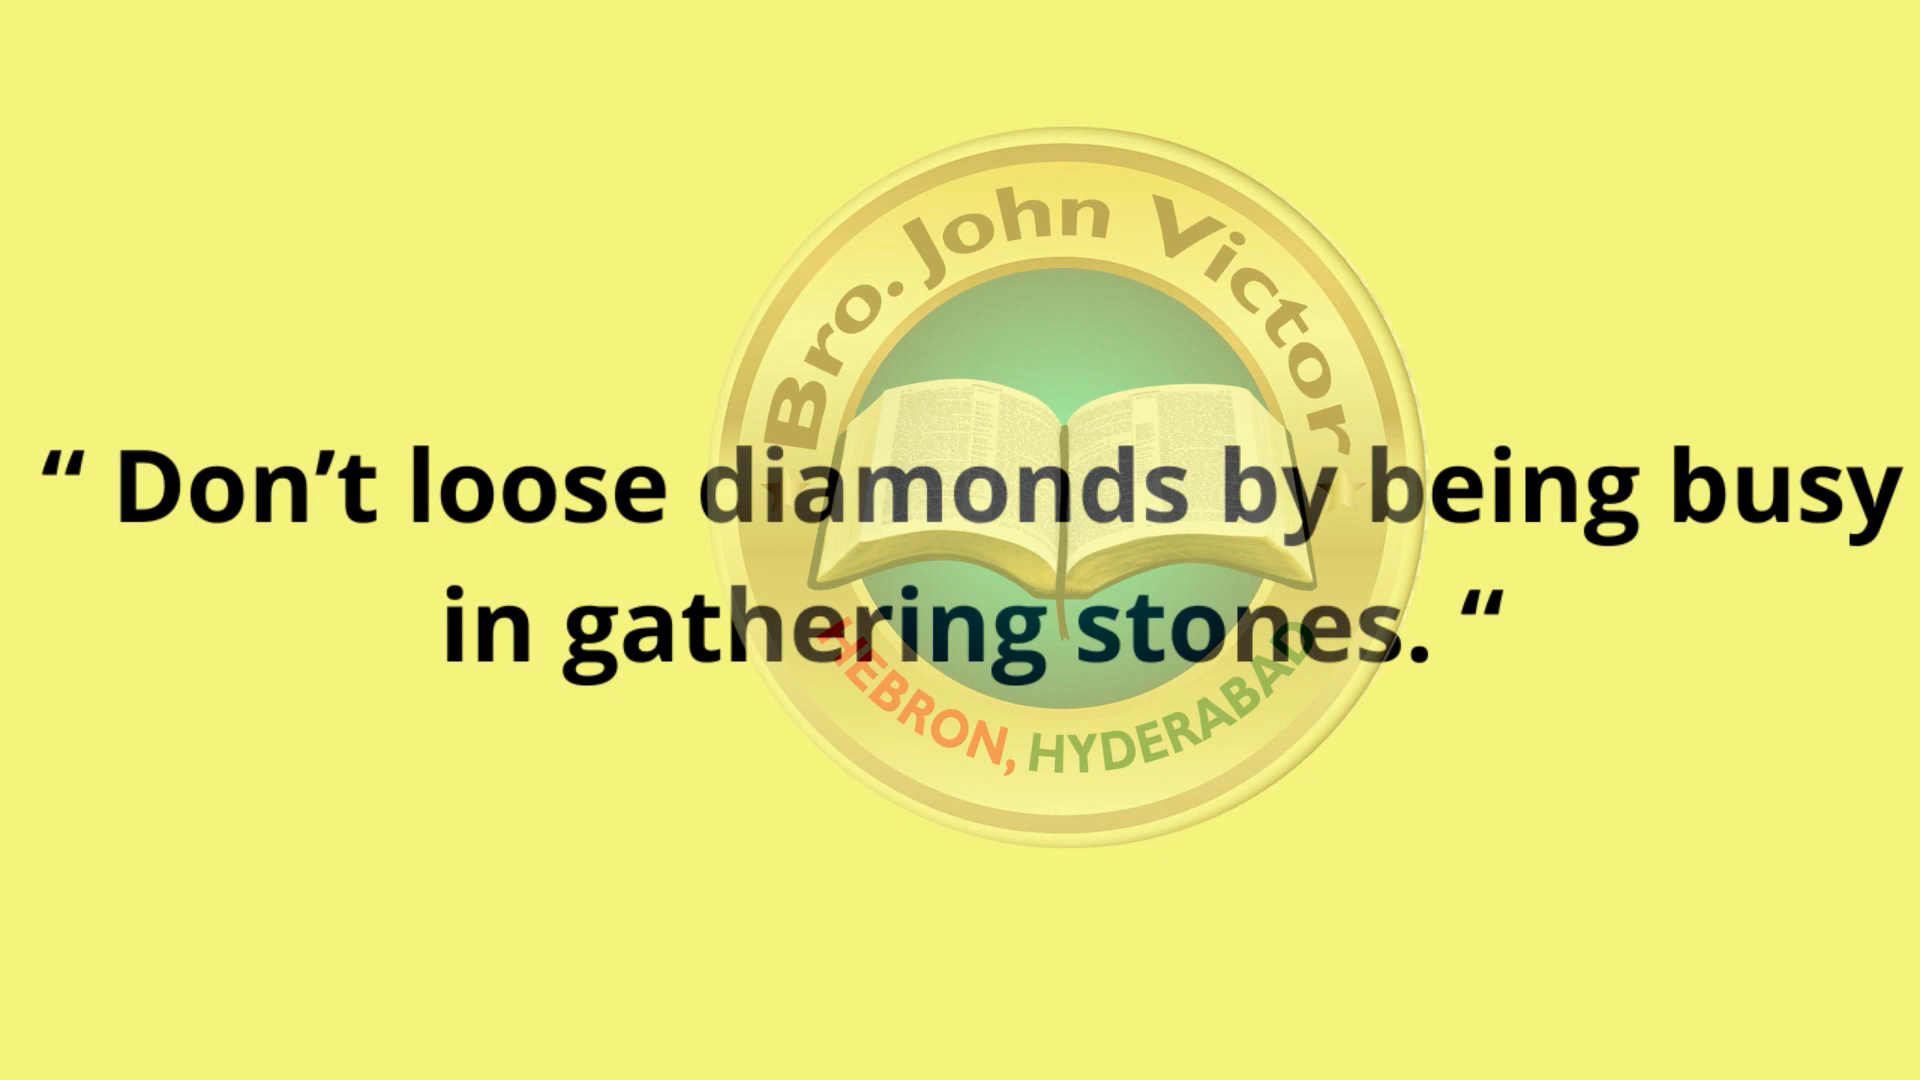 Bro. John Victor
“ Don’t loose diamonds by being busy
in gathering stones. “
HEBRON, HYDERABAD